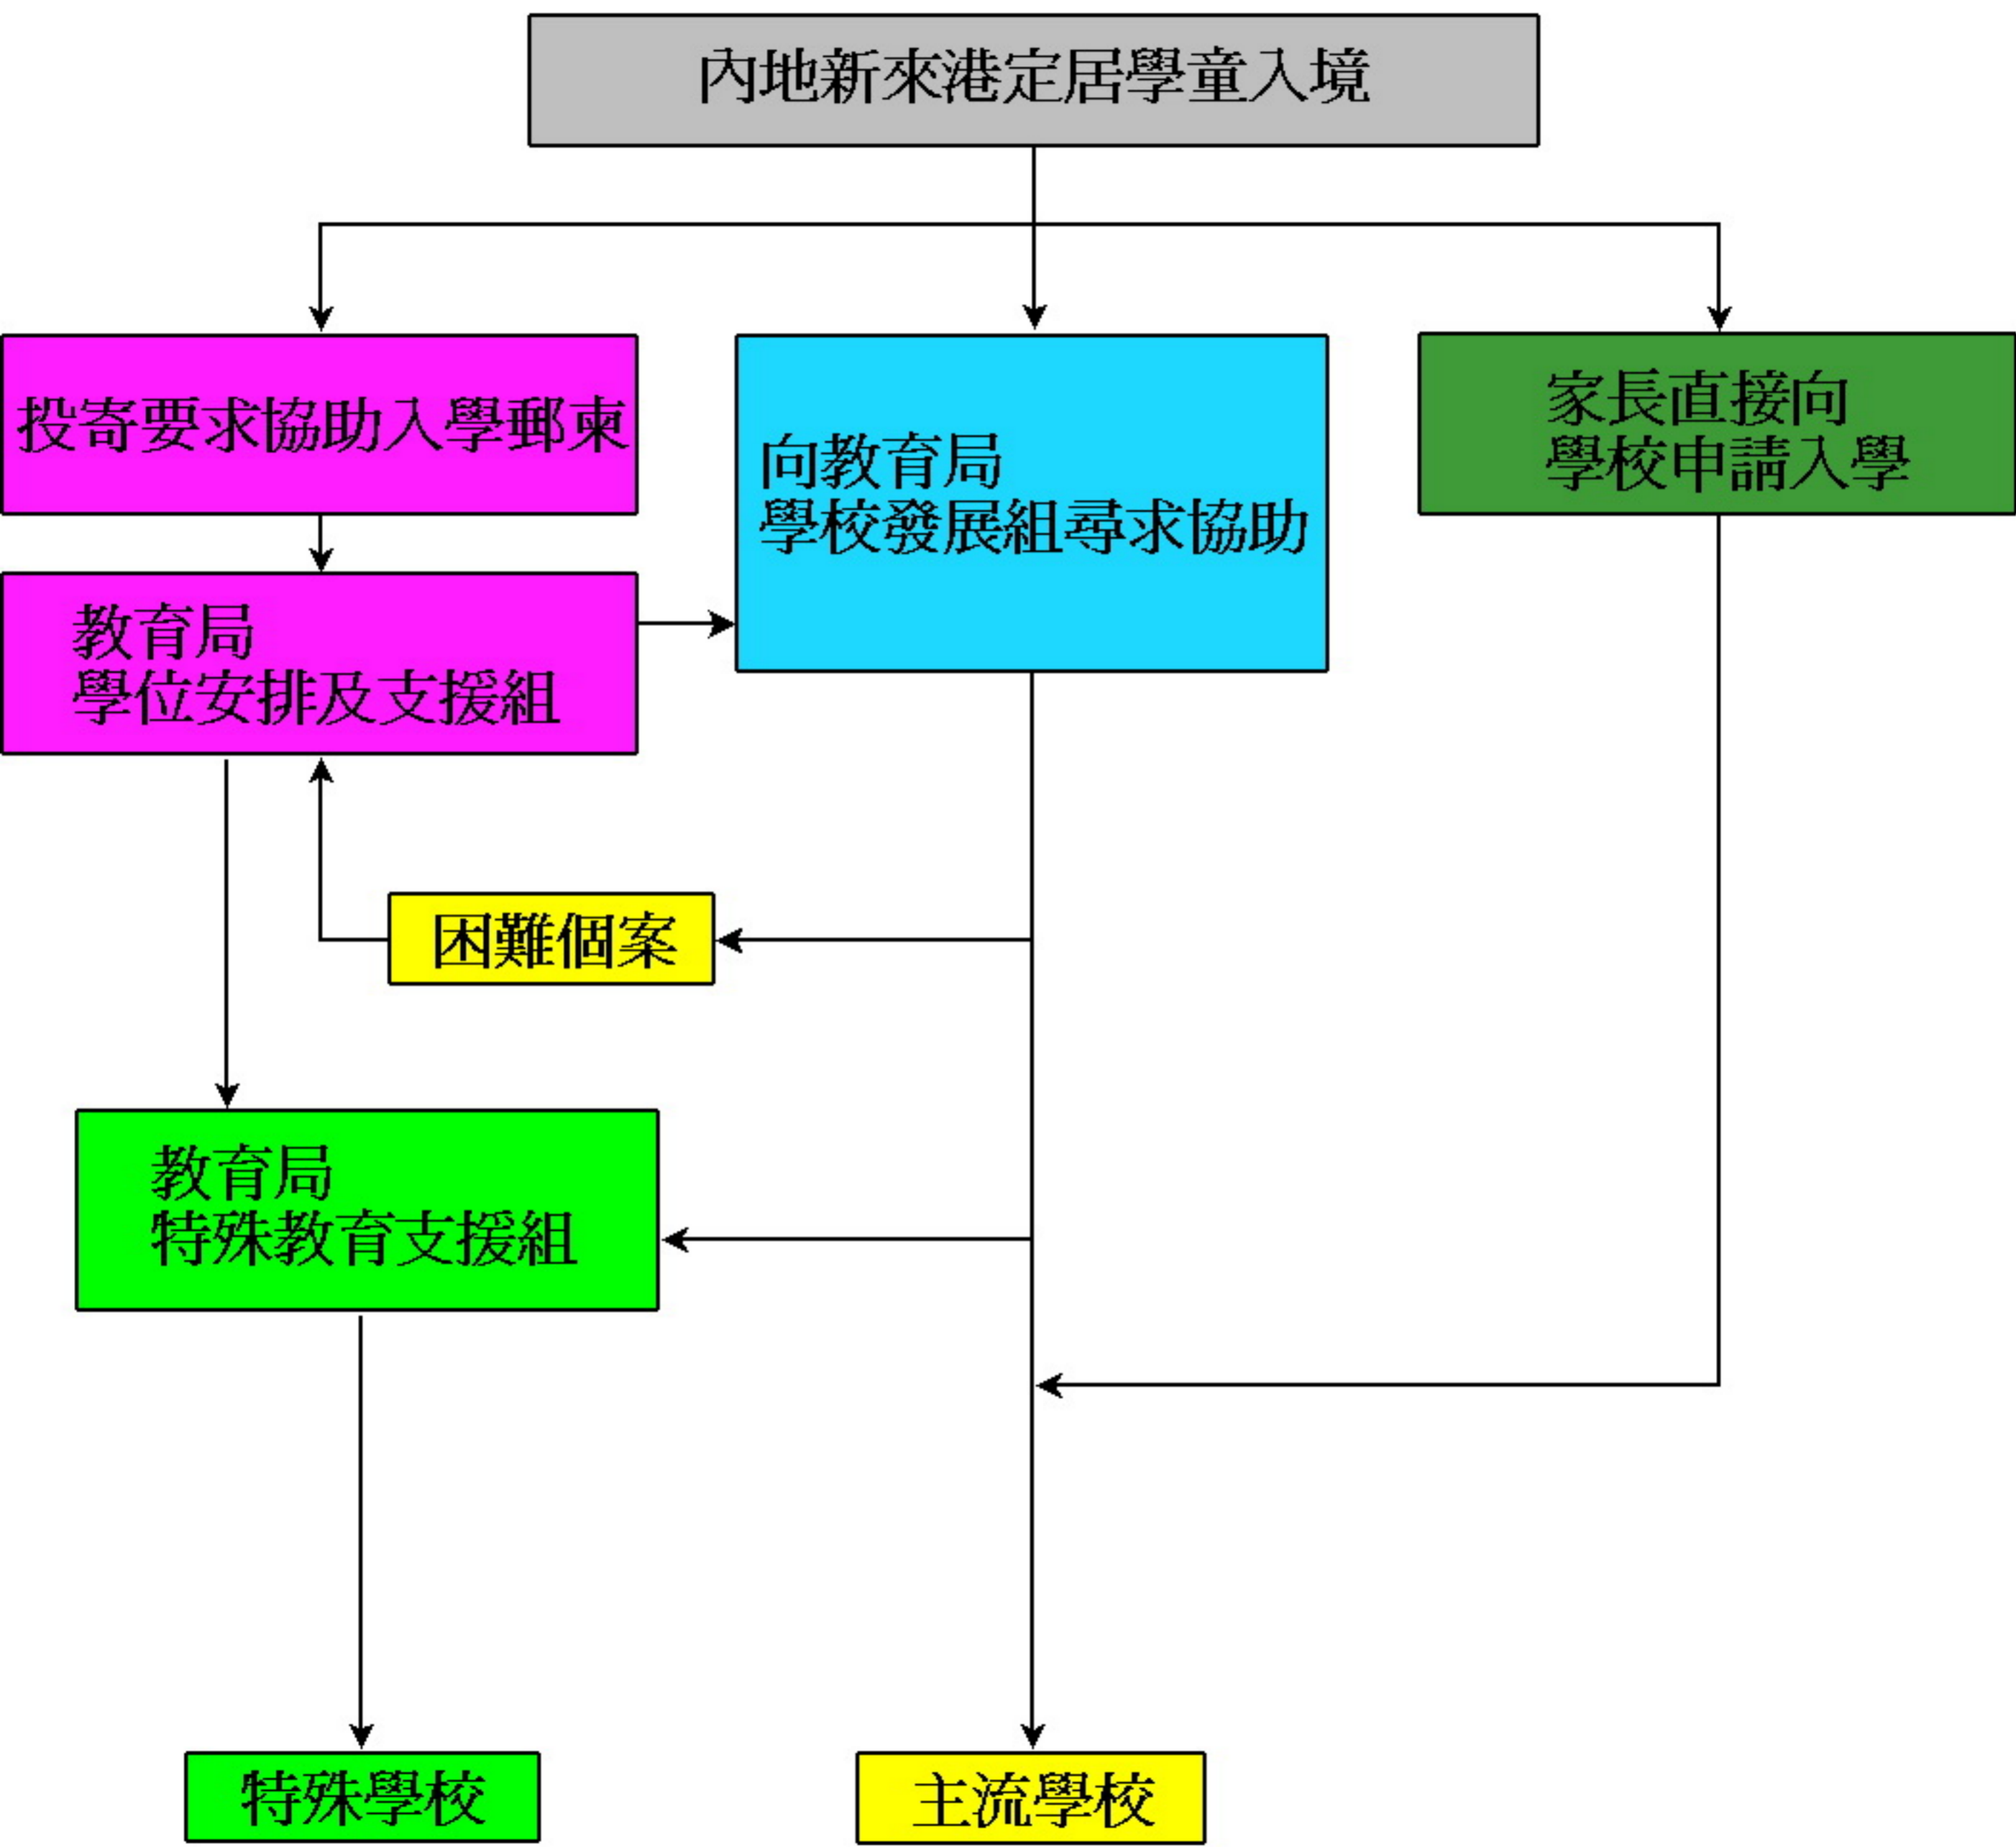 內地新來港定居學童入境
投寄要求協助入學郵柬
向教育局
學校發展組尋求協助
家長直接向
學校申請入學
教育局
學位安排及支援組
困難個案
教育局
特殊教育支援組
特殊學校
主流學校